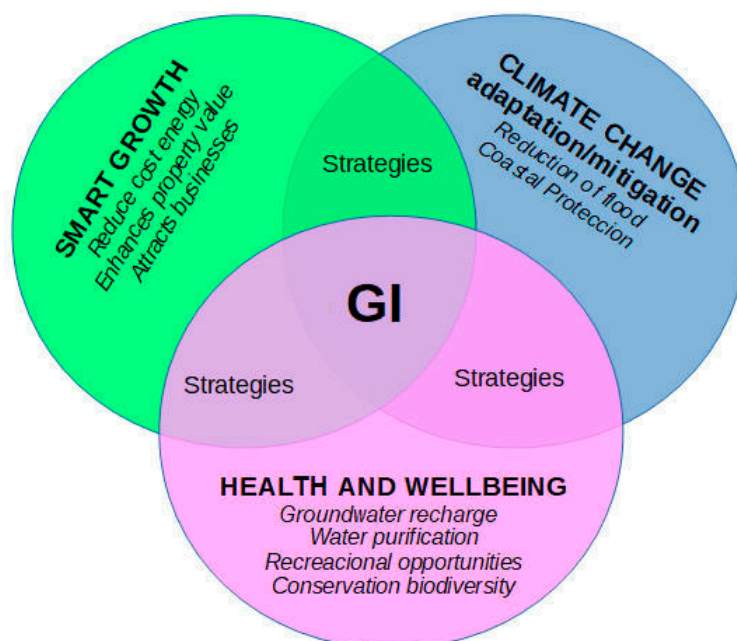 SMART GROWTH
Reduce cost energy
Enhances property value
Attracts businesses
CLIMATE CHANGE
adaptation/mitigation
Reduction of flood
Coastal Proteccion
Strategies
GI
Strategies
Strategies
HEALTH AND WELLBEING
Groundwater recharge
Water purification
Recreacional opportunities
Conservation biodiversity